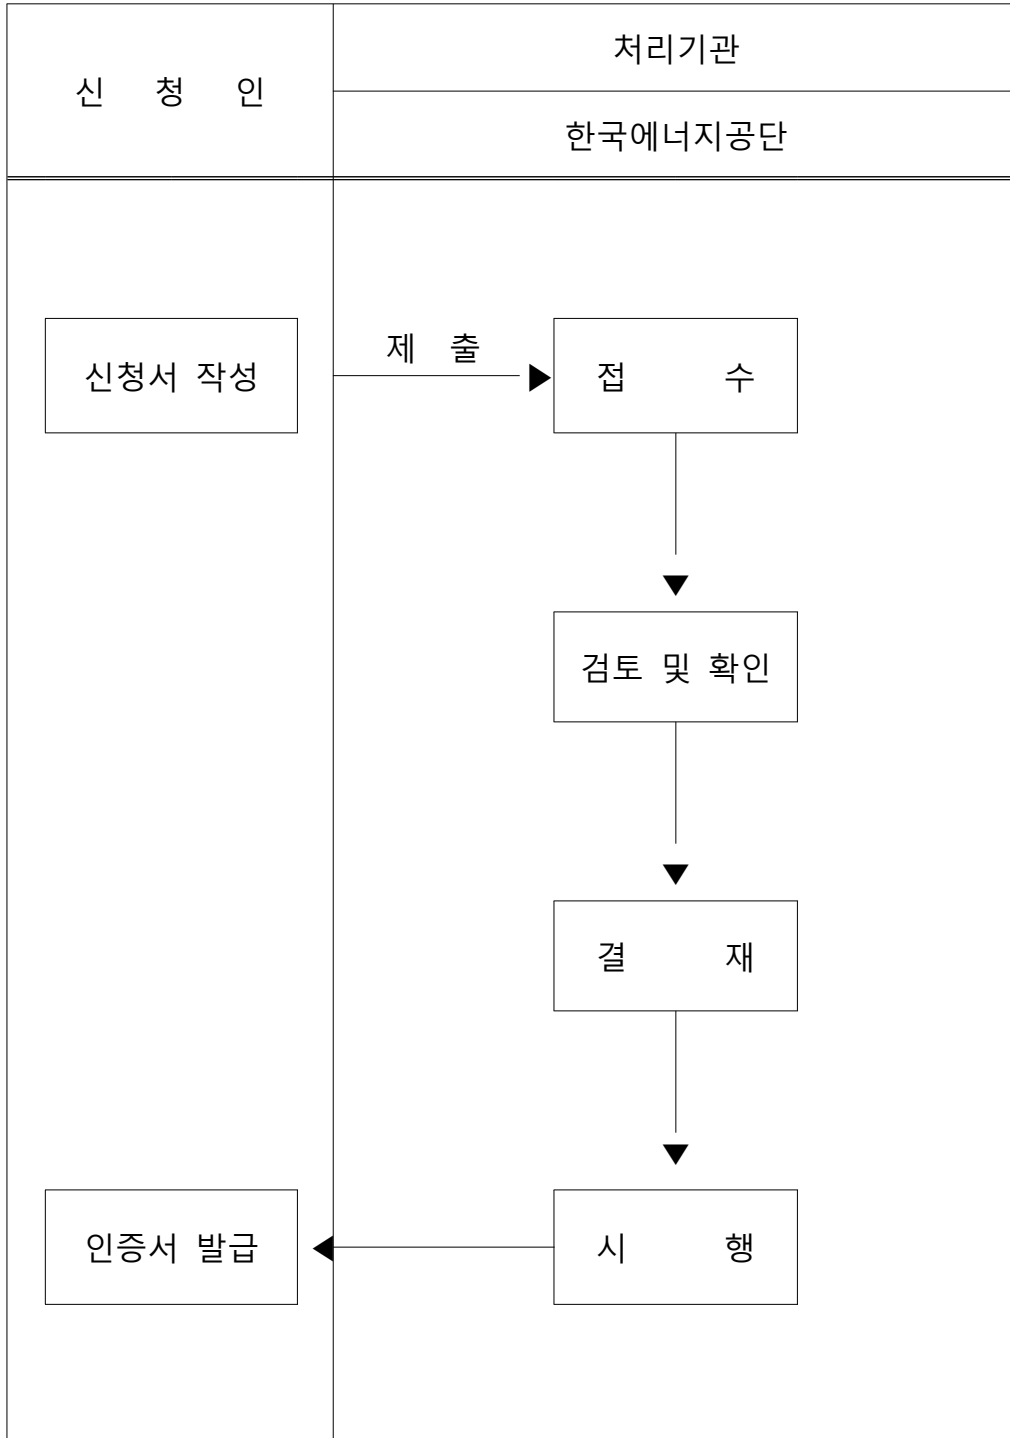 신 청 인
처리기관
한국에너지공단
신청서 작성
제 출
접 수
검토 및 확인
결 재
인증서 발급
시 행